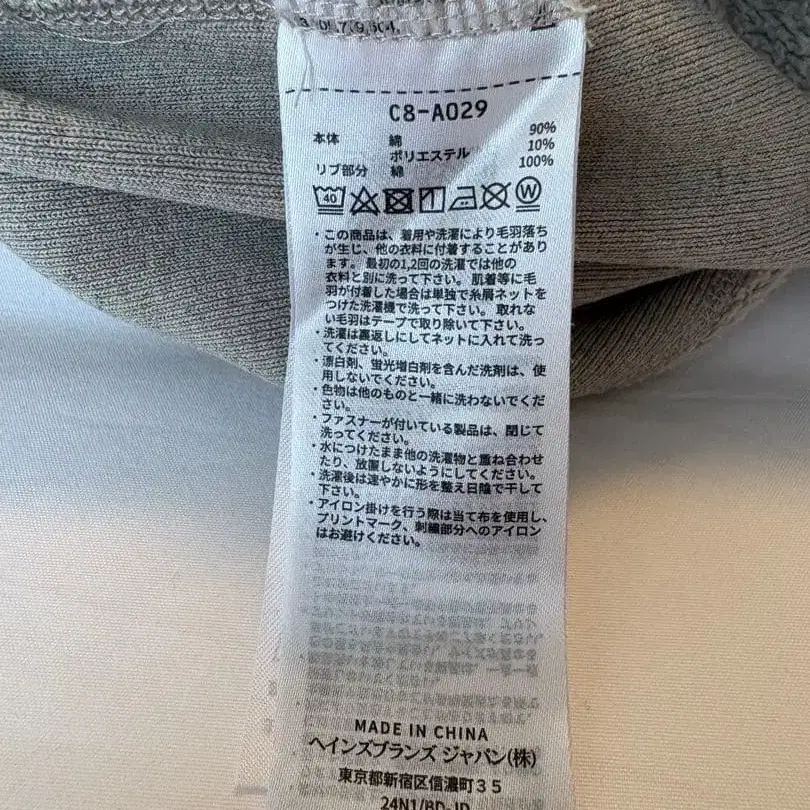 C8-A029
本体 綿 90%
ポリエステル 10%
リブ部分 綿 100%
40
・この商品は、着用や洗濯により毛羽落ち
が生じ、他の衣料に付着することがあり
ます。最初の1,2回の洗濯では他の
衣料と別に洗って下さい。肌着等に毛
羽が付着した場合は単独で糸屑ネットを
つけた洗濯機で洗って下さい。取れな
い毛羽はテープで取り除いて下さい。
・洗濯は裏返しにしてネットに入れて洗っ
てください。
・漂白剤、蛍光増白剤を含んだ洗剤は、使
用しないでください。
・色物は他のものと一緒に洗わないでくだ
さい。
・ファスナーが付いている製品は、閉じて
洗ってください。
・水につけたまま他の洗濯物と重ね合わせ
たり、放置しないようにしてください。
・洗濯後は速やかに形を整え日陰で干して
下さい。
・アイロン掛けを行う際は当て布を使用し、
プリントマーク、刺繍部分へのアイロン
はお避けください。
MADE IN CHINA
ヘインズブランズ ジャパン(株)
東京都新宿区信濃町35
24N1/BD-JD